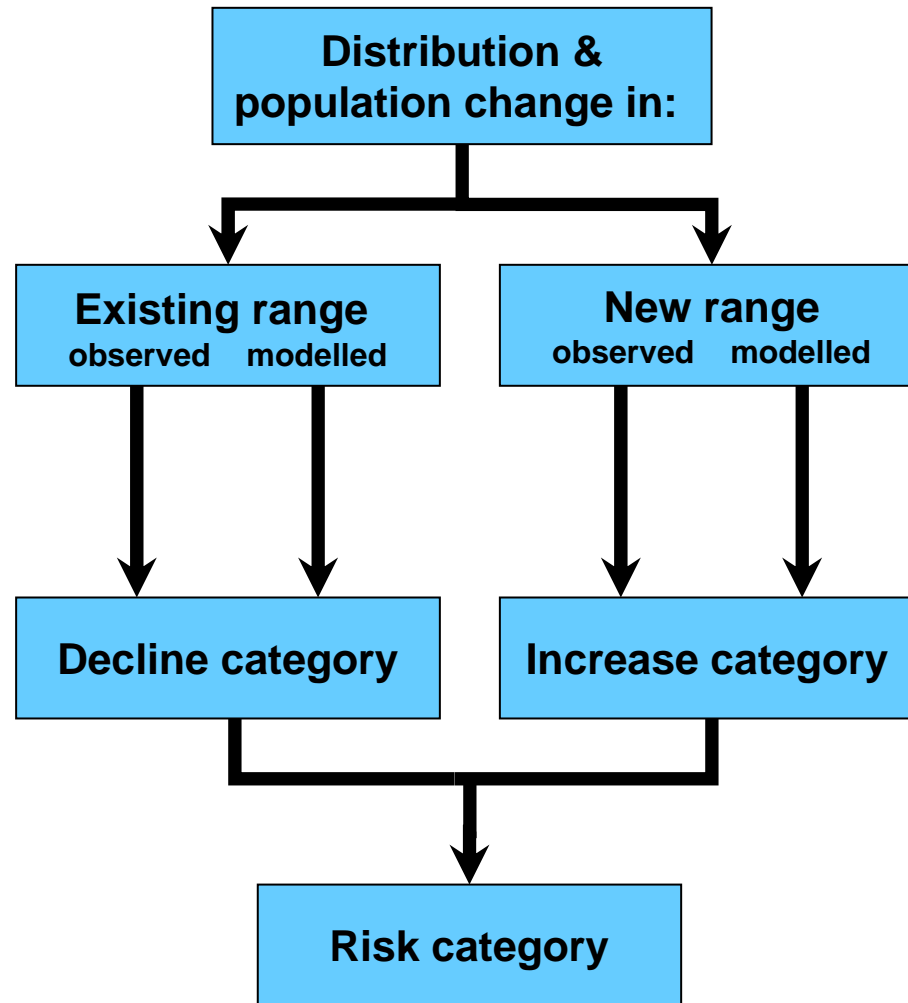 Distribution &
population change in:
Existing range
observed modelled
New range
observed modelled
Decline category
Increase category
Risk category